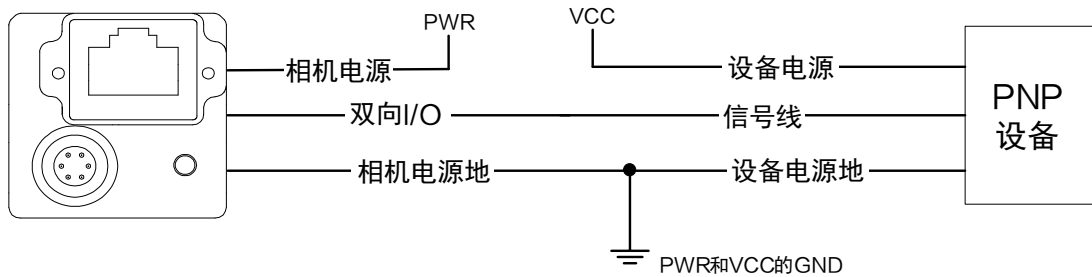 PWR
VCC
相机电源
设备电源
双向I/O
信号线
PNP
设备
相机电源地
设备电源地
PWR和VCC的GND